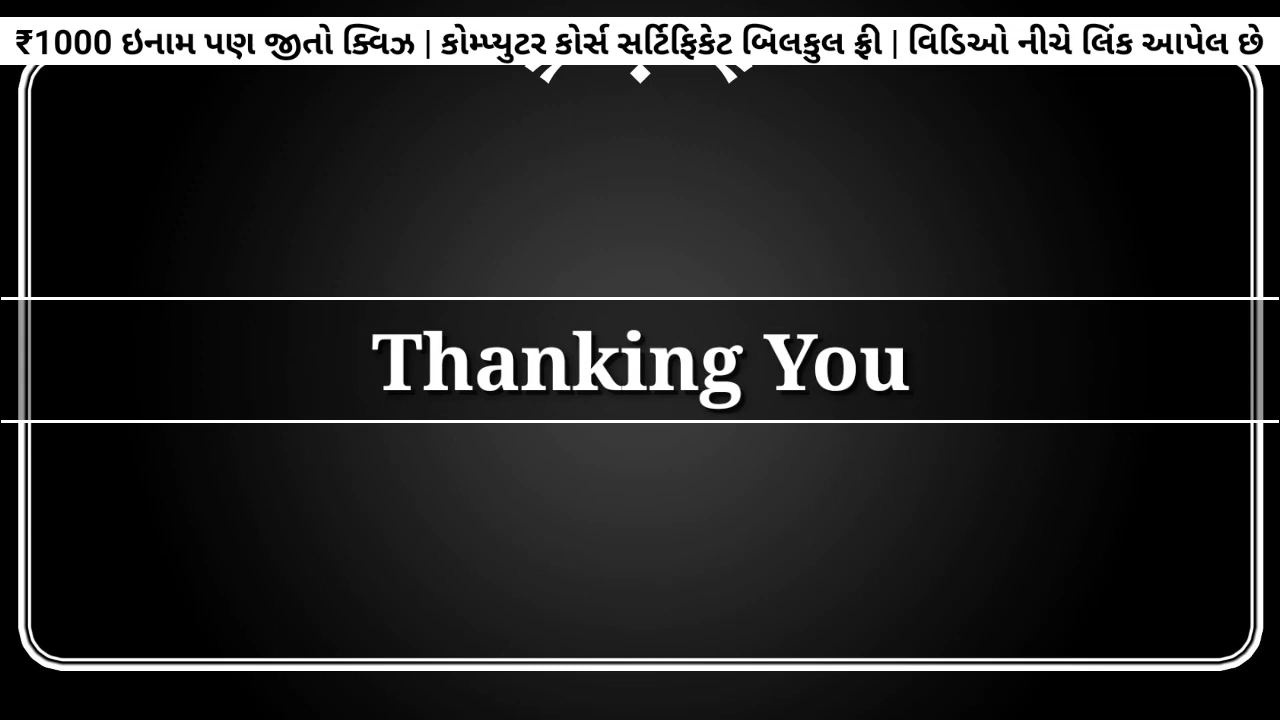 ₹1000 ઇનામ પણ જીતો ક્વિઝ | કોમ્પ્યુટર કોર્સ સર્ટિફિકેટ બિલકુલ ફ્રી | વિડિઓ નીચે લિંક આપેલ છે
Thanking You